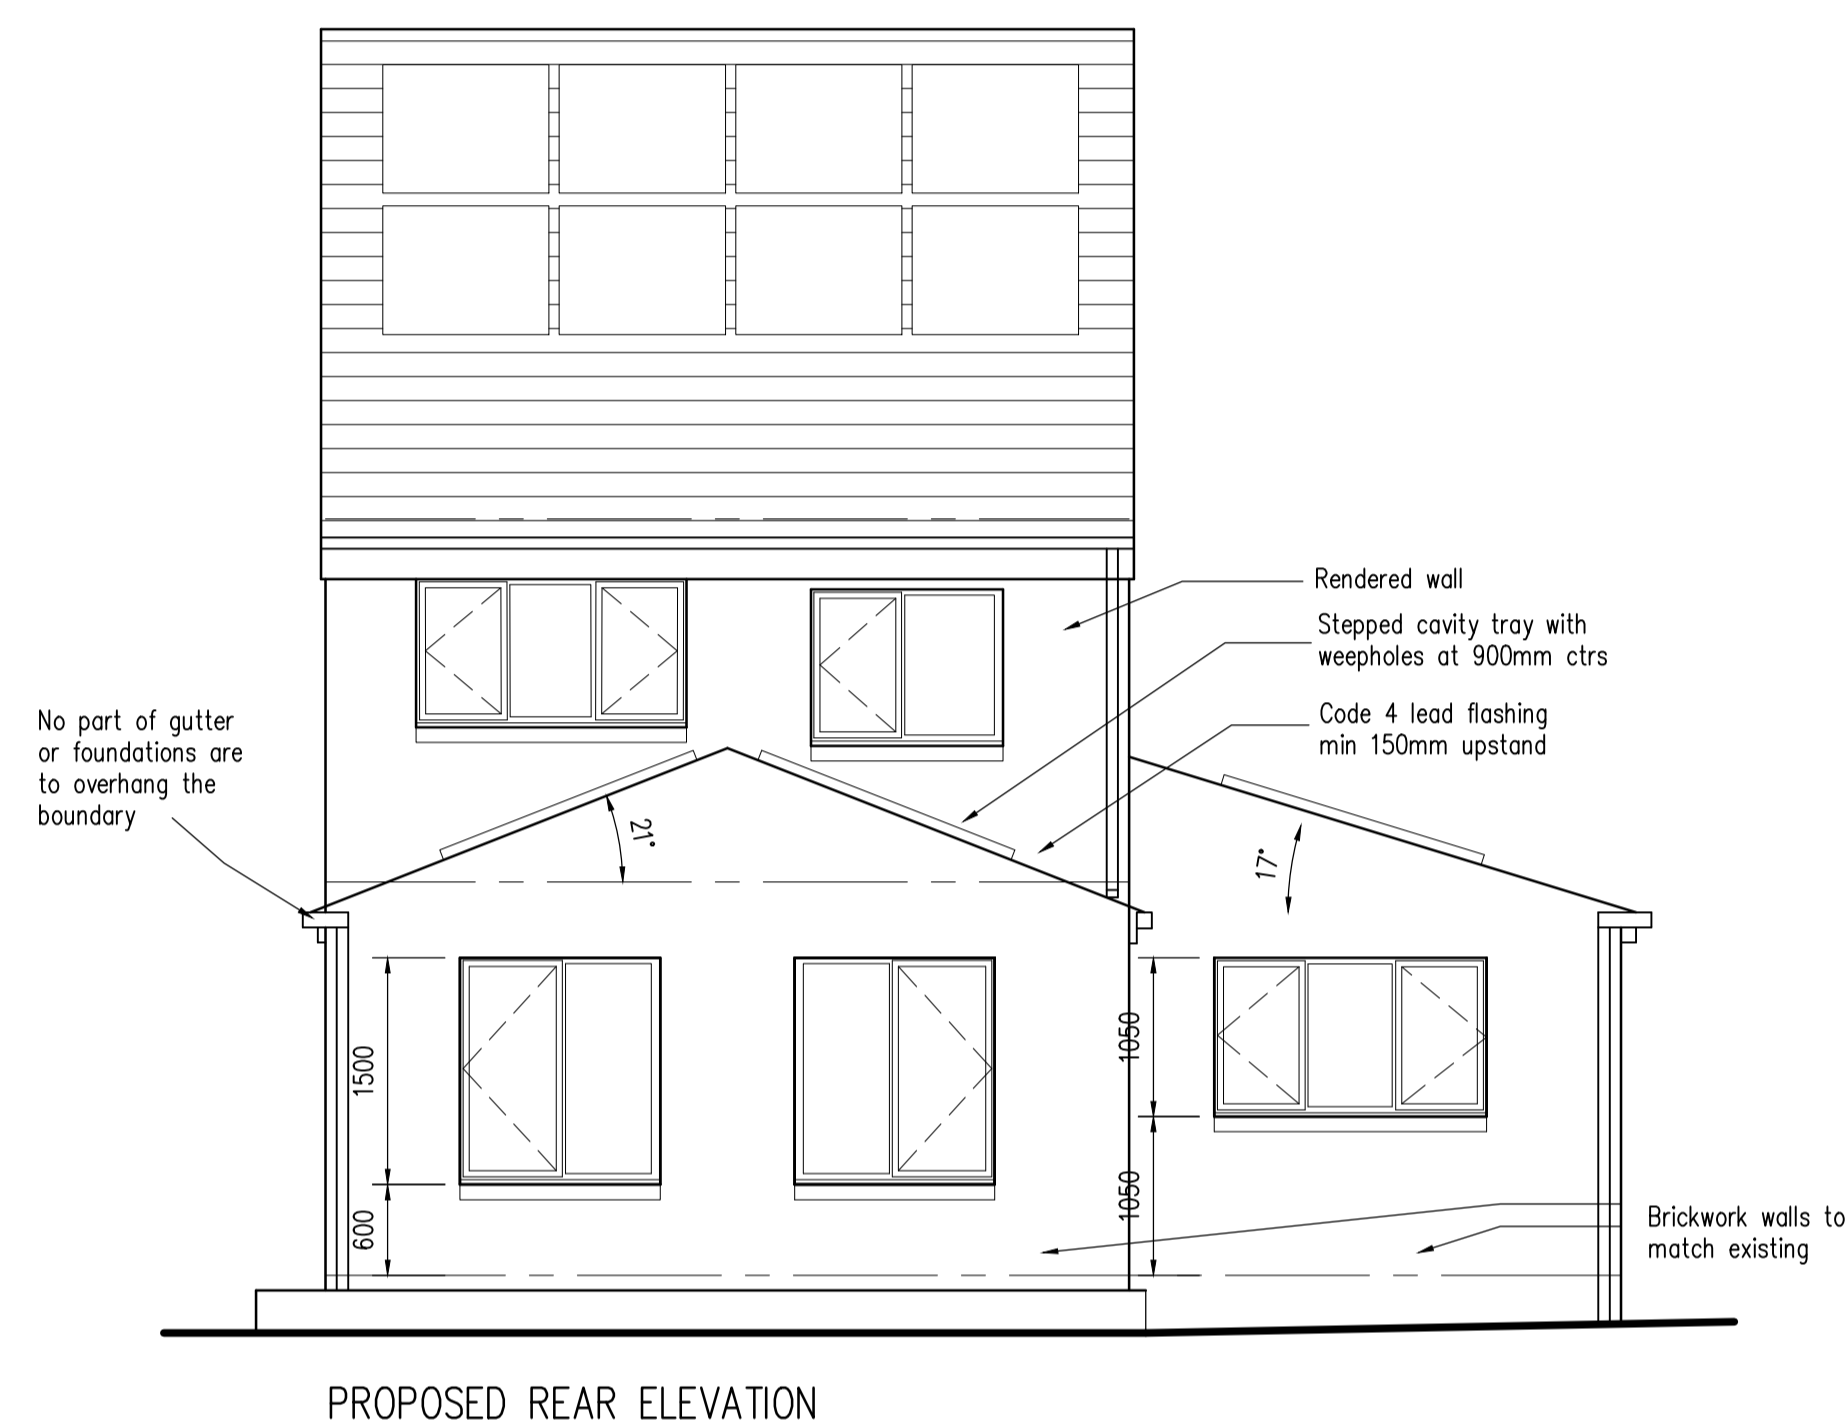 Rendered wall
Stepped cavity tray with
weepholes at 900mm ctrs
Code 4 lead flashing
min 150mm upstand
No part of gutter
or foundations are
to overhang the
boundary
21°
17°
1500
600
1050
1050
Brickwork walls to
match existing
PROPOSED REAR ELEVATION